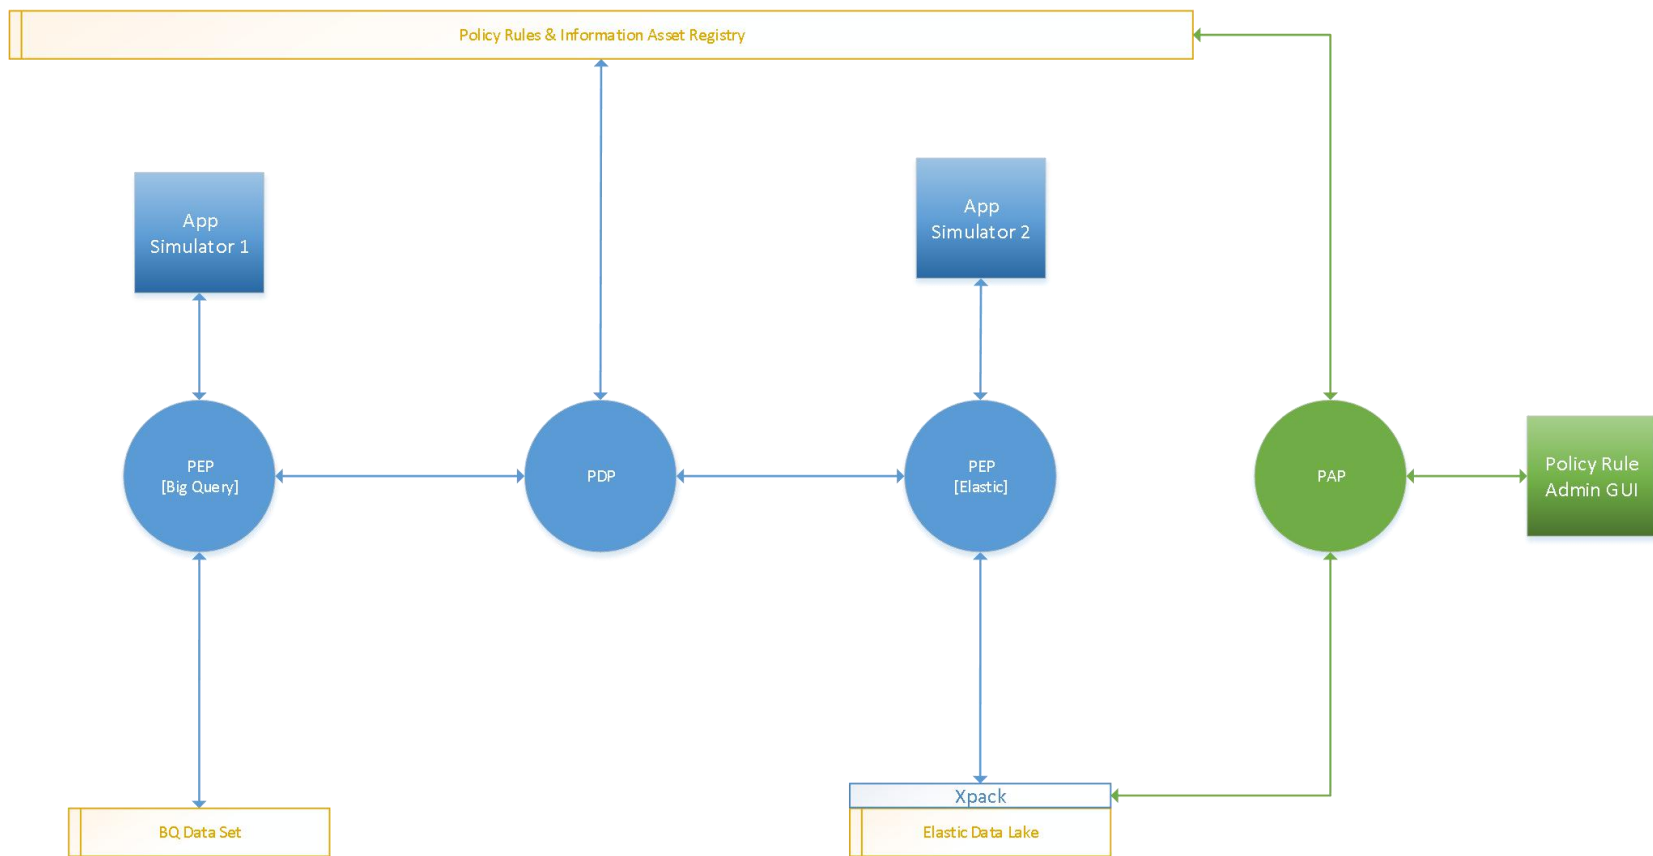 Policy Rules & Information Asset Registry
App
Simulator 1
App
Simulator 2
PEP
[Big Query]
PDP
PEP
[Elastic]
PAP
Policy Rule
Admin GUI
Xpack
BQ Data Set
Elastic Data Lake